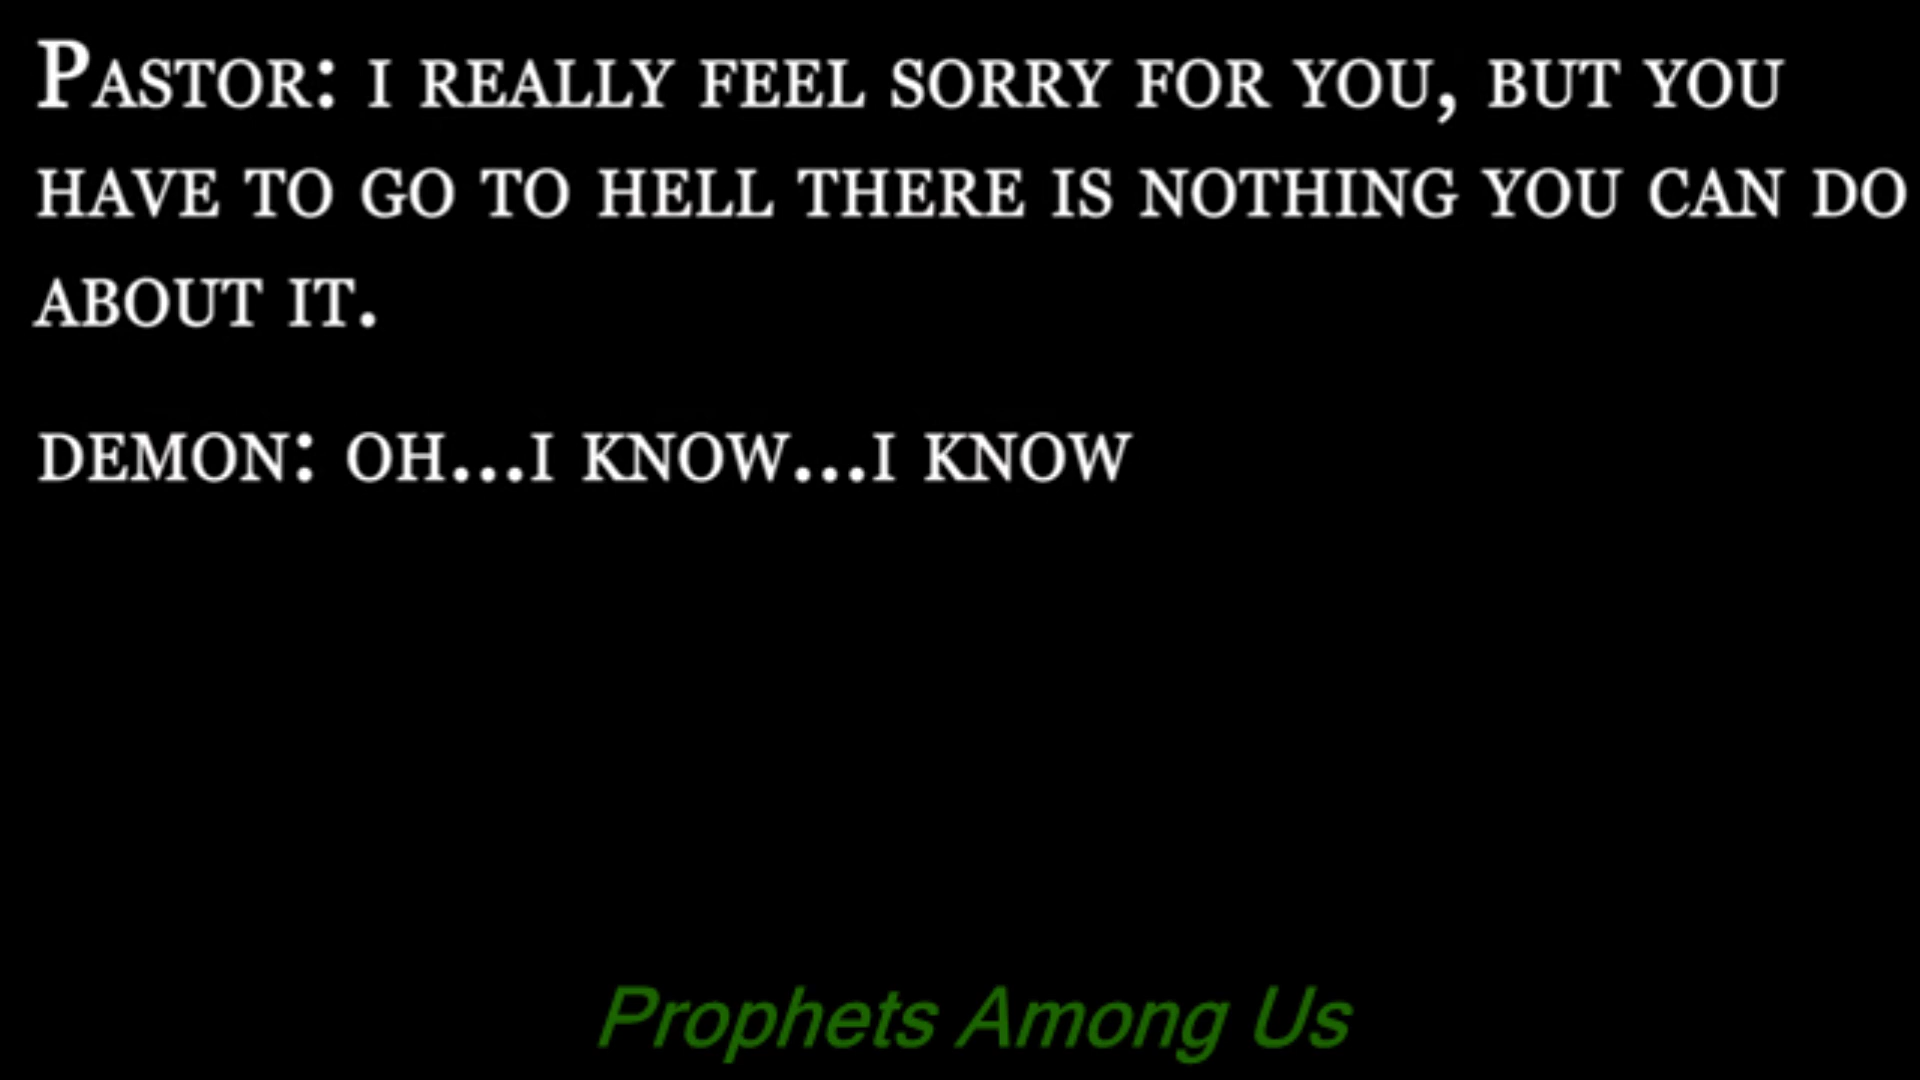 Pastor: i really feel sorry for you, but you
have to go to hell there is nothing you can do
about it.
demon: oh...i know...i know
Prophets Among Us